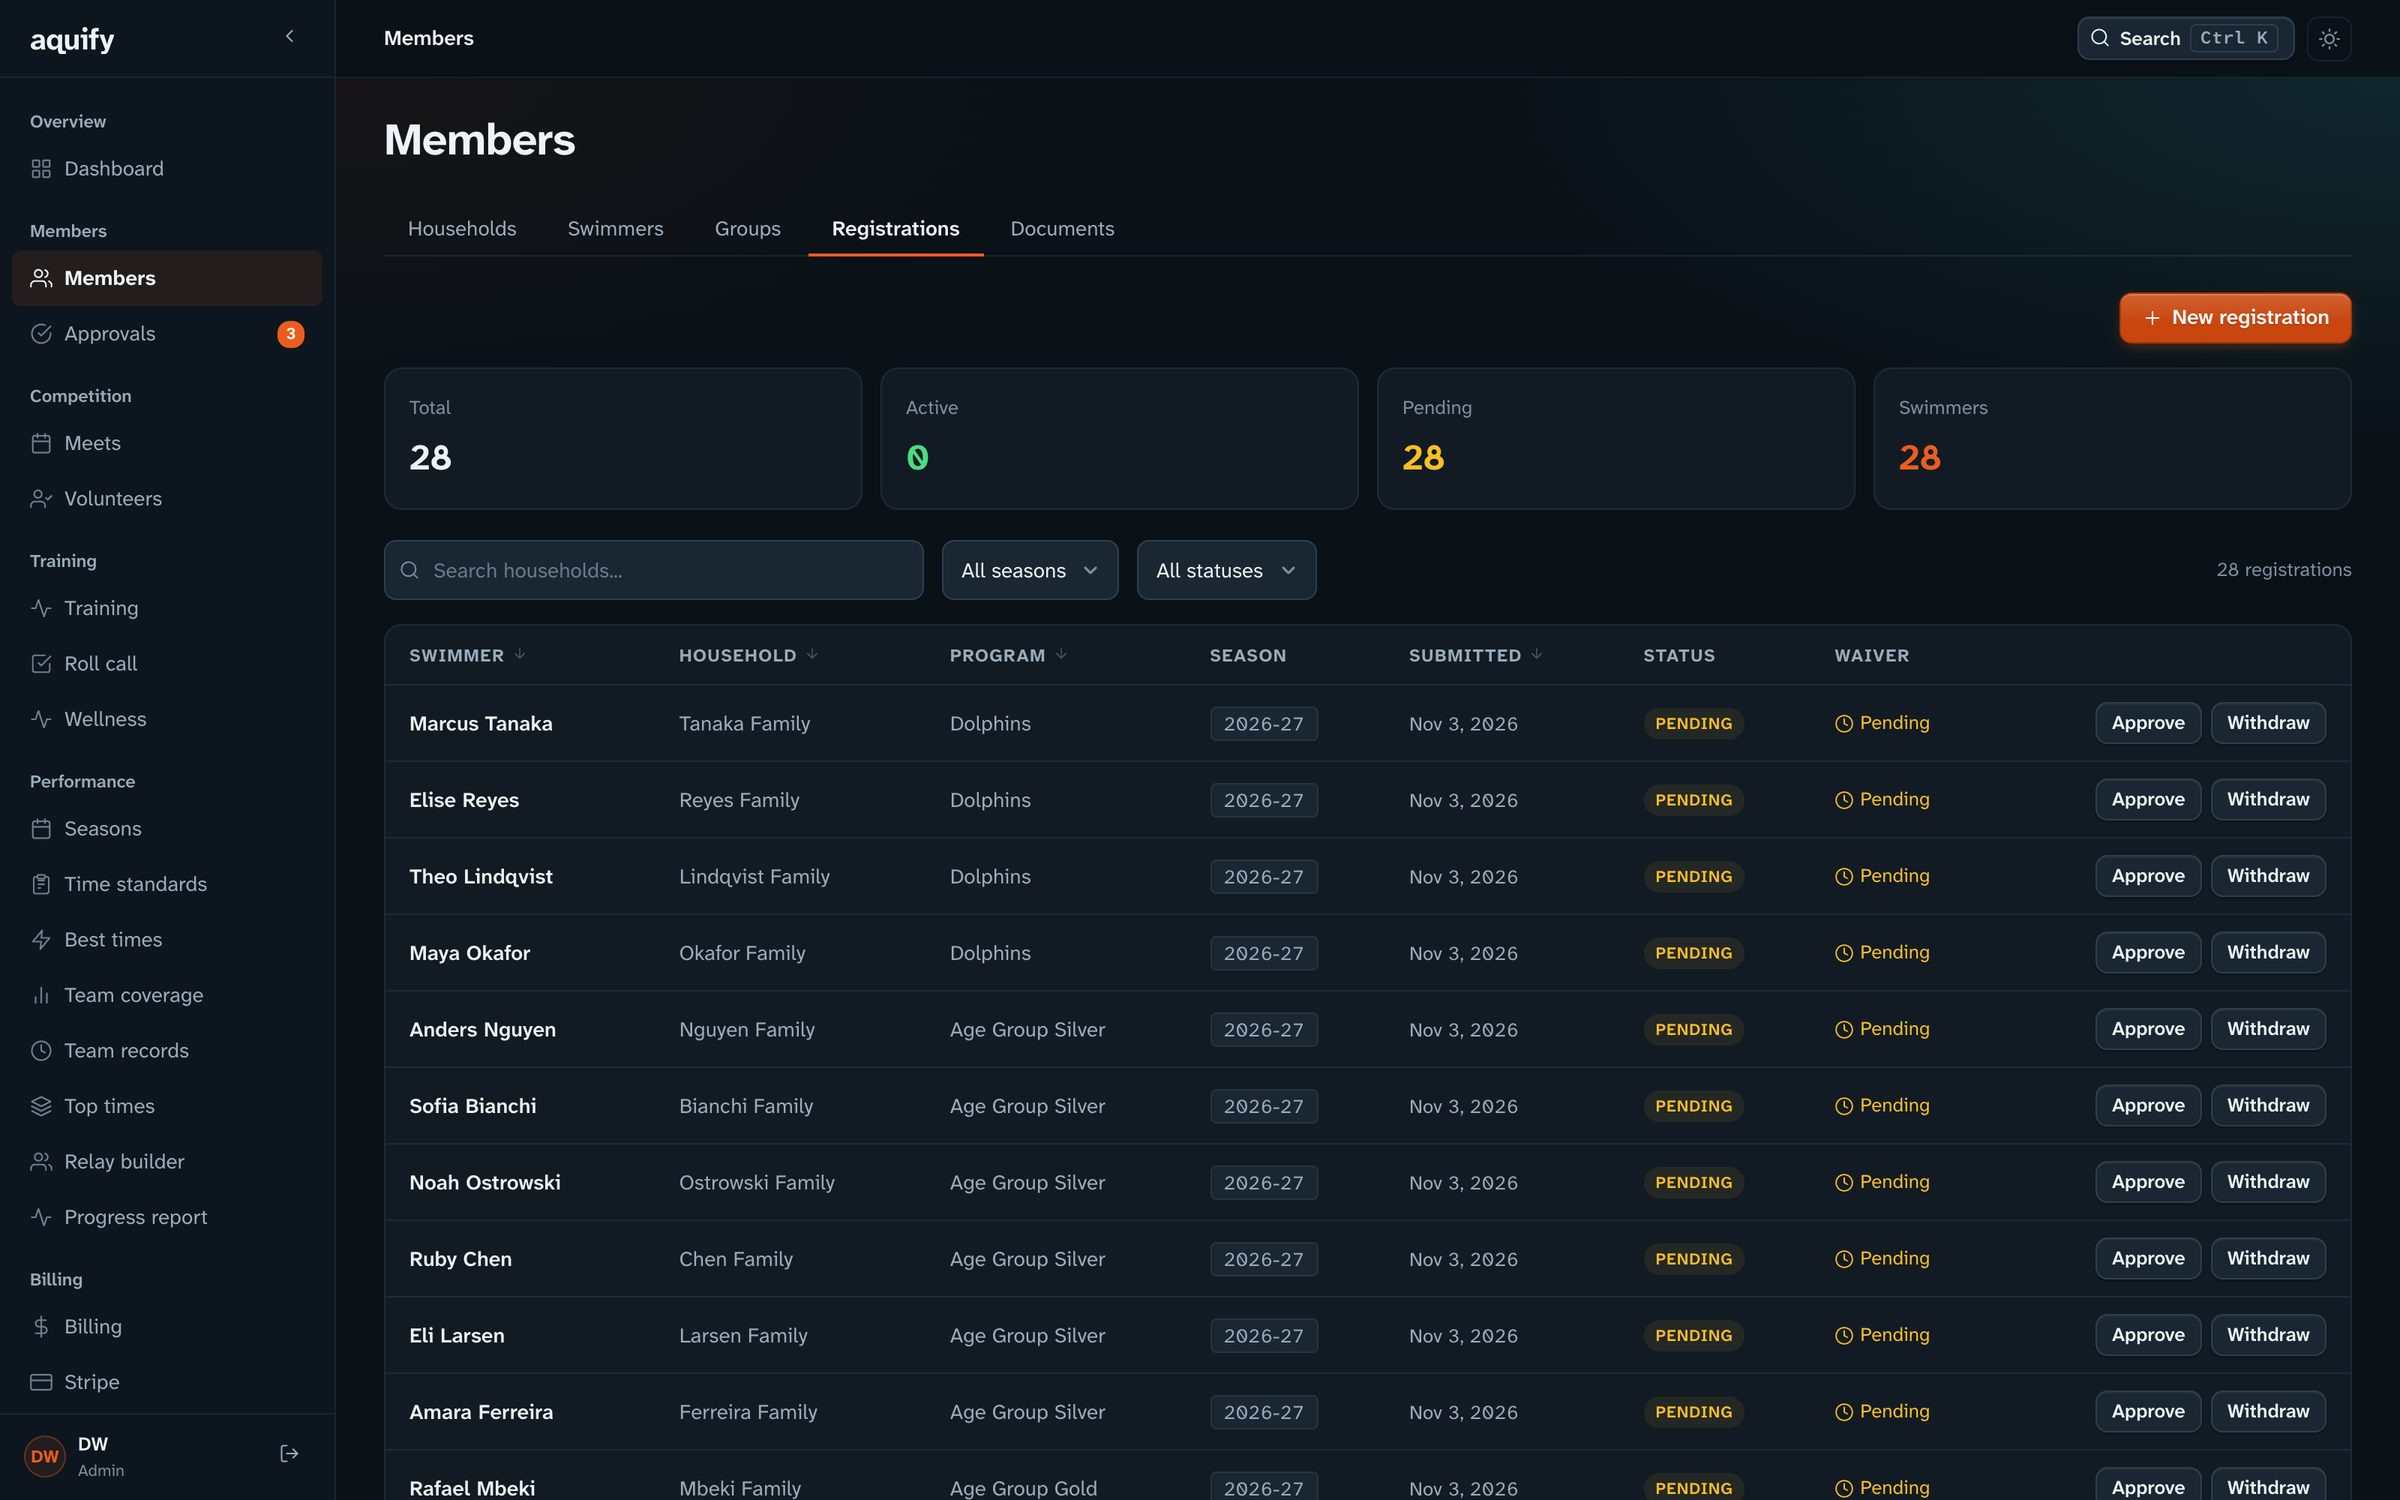 aquify
Members
Search Ctrl K
Overview
Dashboard
Members
Members
Approvals 3
Competition
Meets
Volunteers
Training
Training
Roll call
Wellness
Performance
Seasons
Time standards
Best times
Team coverage
Team records
Top times
Relay builder
Progress report
Billing
Billing
Stripe
DW
DW
Admin
Members
Households Swimmers Groups Registrations Documents
+ New registration
Total Active Pending Swimmers
28 0 28 28
Search households... All seasons All statuses 28 registrations
SWIMMER HOUSEHOLD PROGRAM SEASON SUBMITTED STATUS WAIVER
Marcus Tanaka Tanaka Family Dolphins 2026-27 Nov 3, 2026 PENDING Pending Approve Withdraw
Elise Reyes Reyes Family Dolphins 2026-27 Nov 3, 2026 PENDING Pending Approve Withdraw
Theo Lindqvist Lindqvist Family Dolphins 2026-27 Nov 3, 2026 PENDING Pending Approve Withdraw
Maya Okafor Okafor Family Dolphins 2026-27 Nov 3, 2026 PENDING Pending Approve Withdraw
Anders Nguyen Nguyen Family Age Group Silver 2026-27 Nov 3, 2026 PENDING Pending Approve Withdraw
Sofia Bianchi Bianchi Family Age Group Silver 2026-27 Nov 3, 2026 PENDING Pending Approve Withdraw
Noah Ostrowski Ostrowski Family Age Group Silver 2026-27 Nov 3, 2026 PENDING Pending Approve Withdraw
Ruby Chen Chen Family Age Group Silver 2026-27 Nov 3, 2026 PENDING Pending Approve Withdraw
Eli Larsen Larsen Family Age Group Silver 2026-27 Nov 3, 2026 PENDING Pending Approve Withdraw
Amara Ferreira Ferreira Family Age Group Silver 2026-27 Nov 3, 2026 PENDING Pending Approve Withdraw
Rafael Mbeki Mbeki Family Age Group Gold 2026-27 Nov 3, 2026 PENDING Pending Approve Withdraw